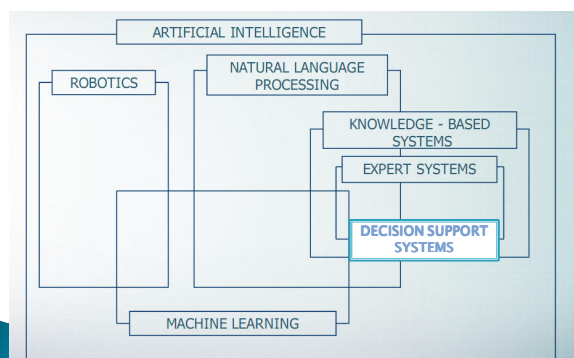 ARTIFICIAL INTELLIGENCE
ROBOTICS
NATURAL LANGUAGE
PROCESSING
KNOWLEDGE - BASED
SYSTEMS
EXPERT SYSTEMS
DECISION SUPPORT
SYSTEMS
MACHINE LEARNING